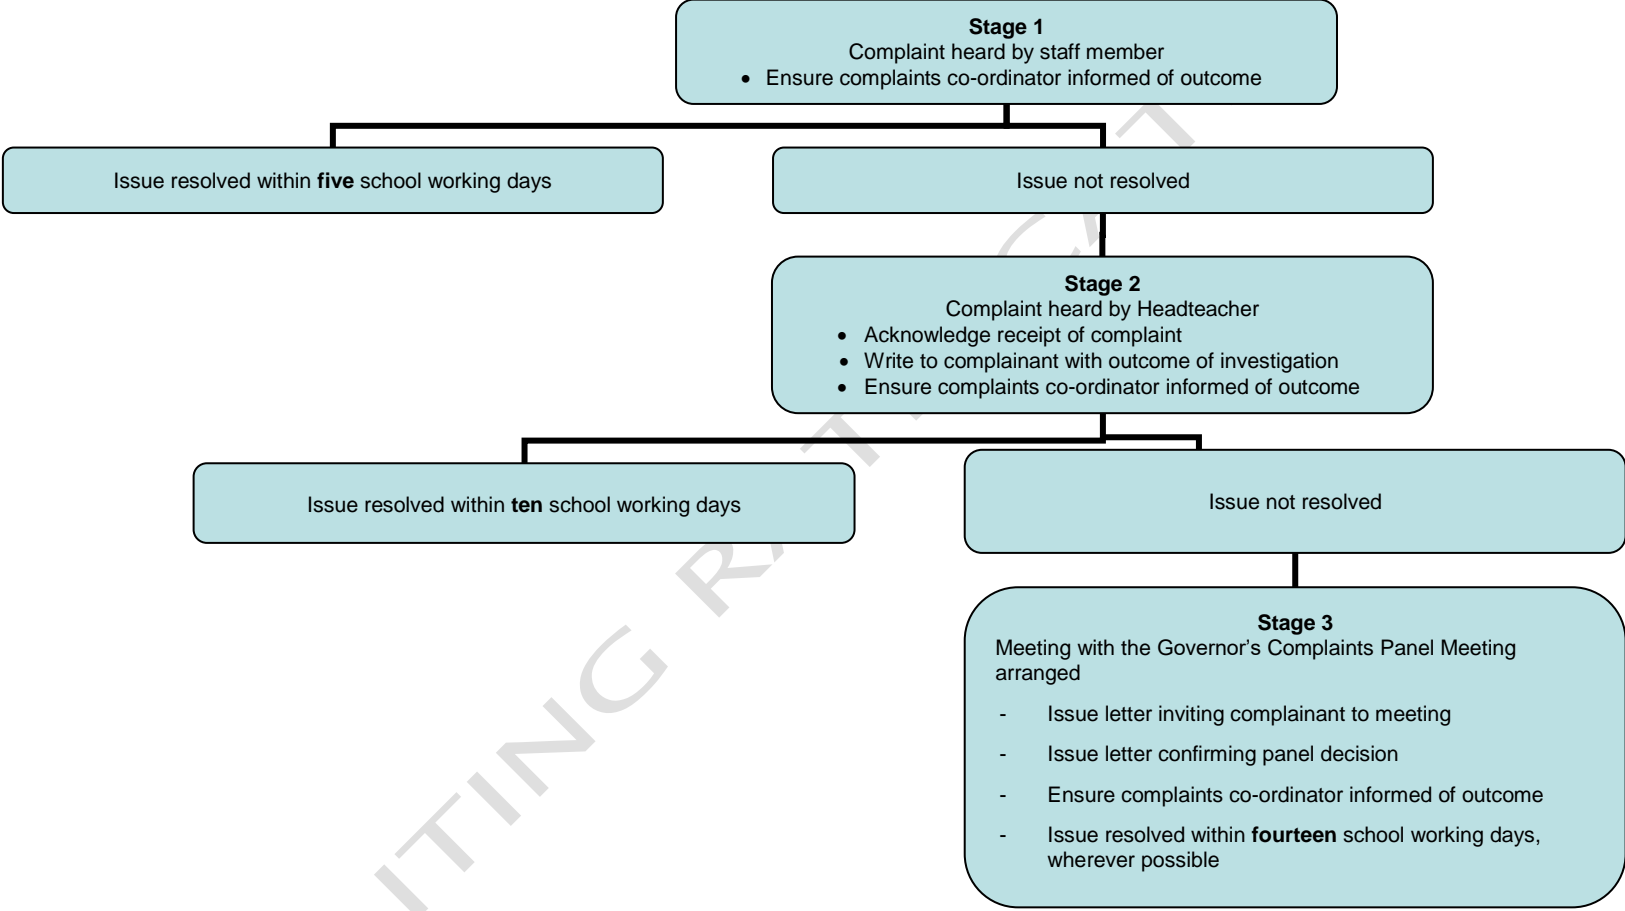 Stage 1
Complaint heard by staff member
• Ensure complaints co-ordinator informed of outcome
Issue resolved within five school working days
Issue not resolved
Stage 2
Complaint heard by Headteacher
• Acknowledge receipt of complaint
• Write to complainant with outcome of investigation
• Ensure complaints co-ordinator informed of outcome
Issue resolved within ten school working days
Issue not resolved
Stage 3
Meeting with the Governor’s Complaints Panel Meeting
arranged
- Issue letter inviting complainant to meeting
- Issue letter confirming panel decision
- Ensure complaints co-ordinator informed of outcome
- Issue resolved within fourteen school working days,
wherever possible